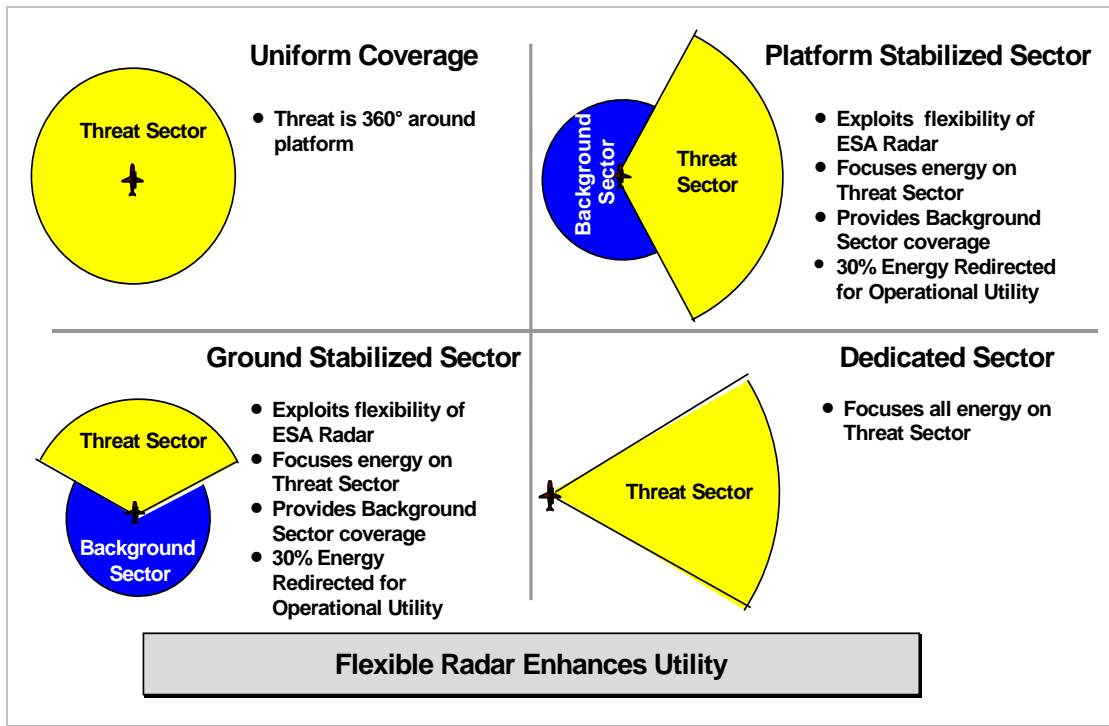 Uniform Coverage
Threat Sector
• Threat is 360° around
platform
Platform Stabilized Sector
Background
Sector
Threat
Sector
• Exploits flexibility of
ESA Radar
• Focuses energy on
Threat Sector
• Provides Background
Sector coverage
• 30% Energy Redirected
for Operational Utility
Ground Stabilized Sector
Threat Sector
Background
Sector
• Exploits flexibility of
ESA Radar
• Focuses energy on
Threat Sector
• Provides Background
Sector coverage
• 30% Energy
Redirected for
Operational Utility
Dedicated Sector
Threat Sector
• Focuses all energy on
Threat Sector
Flexible Radar Enhances Utility